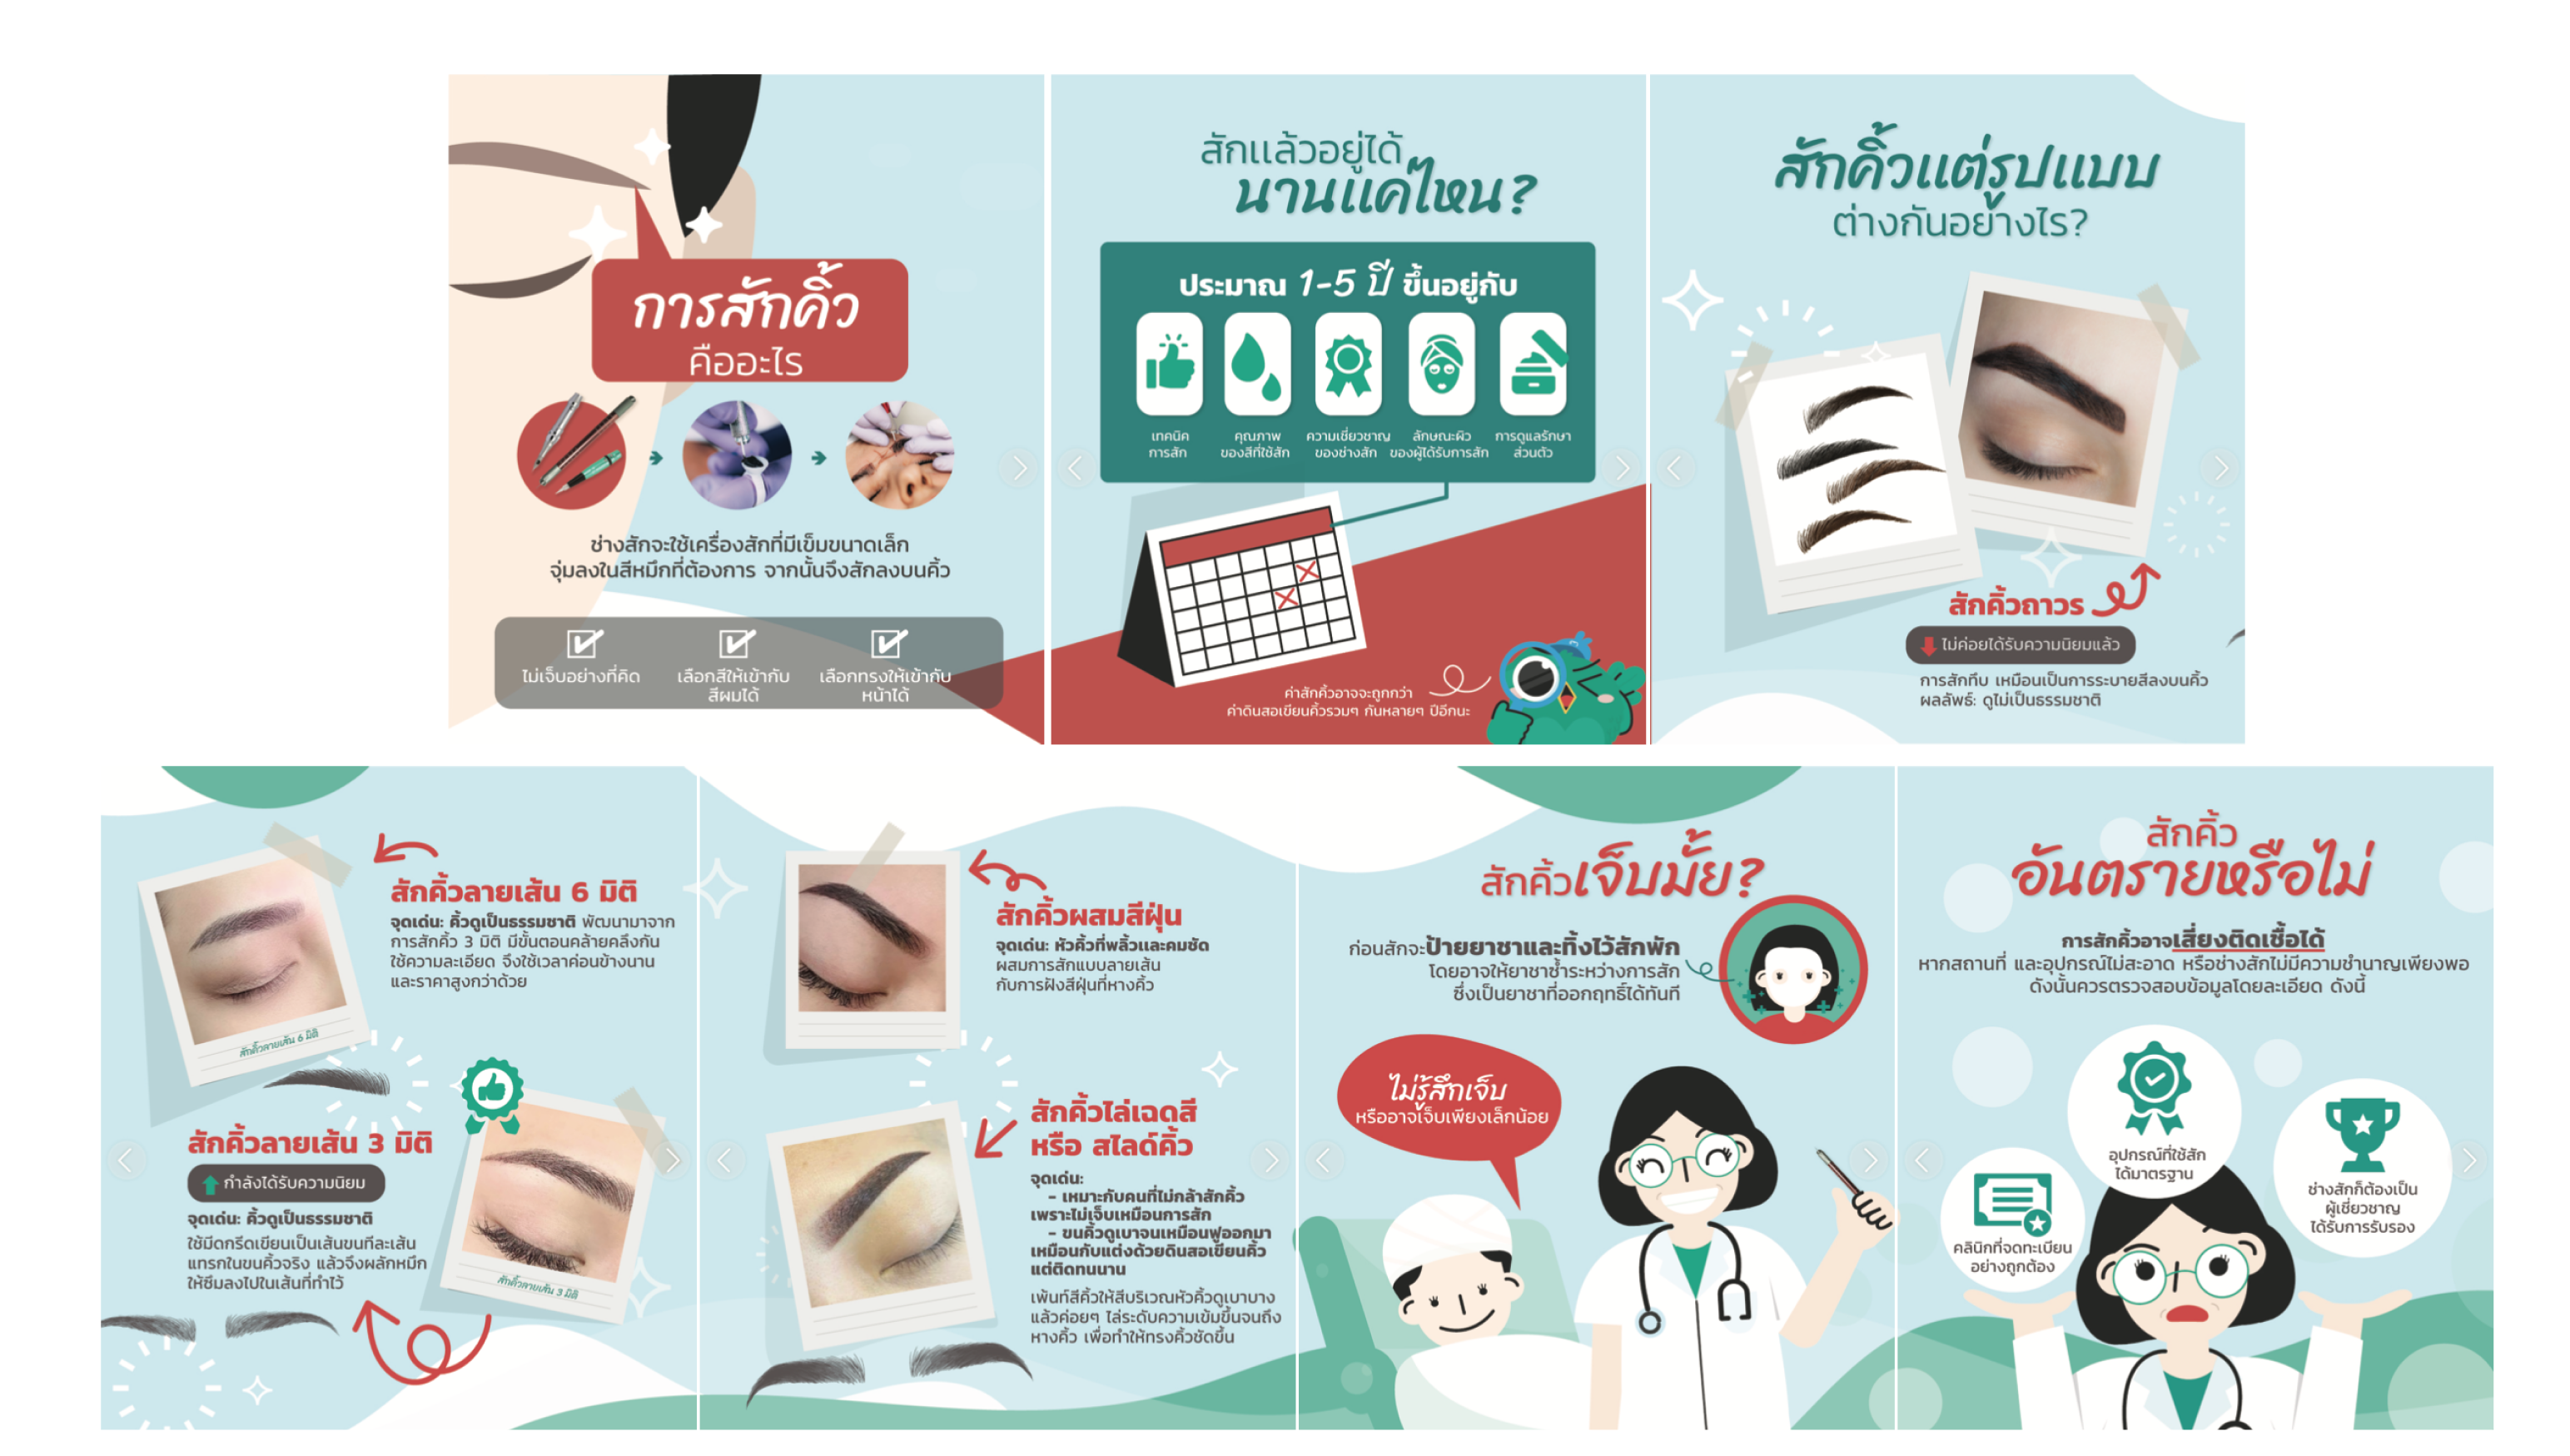 การสักคิ้ว
คืออะไร
ช่างสักจะใช้เครื่องสักที่มีเข็มขนาดเล็ก
จุ่มลงในสีหมึกที่ต้องการ จากนั้นจึงสักลงบนคิ้ว
ไม่เจ็บอย่างที่คิด
เลือกสีให้เข้ากับ
สีผมได้
เลือกทรงให้เข้ากับ
หน้าได้
สักแล้วอยู่ได้
นานแค่ไหน?
ประมาณ 1-5 ปี ขึ้นอยู่กับ
เทคนิค
การสัก
คุณภาพ
ของสีที่ใช้สัก
ความเชี่ยวชาญ
ของช่างสัก
ลักษณะผิว
ของผู้ได้รับการสัก
การดูแลรักษา
ส่วนตัว
ค่าสักคิ้วอาจจะถูกกว่า
ค่าดินสอเขียนคิ้วรวมๆ กันหลายๆ ปีอีกนะ
สักคิ้วแต่รูปแบบ
ต่างกันอย่างไร?
สักคิ้วถาวร
ไม่ค่อยได้รับความนิยมแล้ว
การสักทึบ เหมือนเป็นการระบายสีลงบนคิ้ว
ผลลัพธ์: ดูไม่เป็นธรรมชาติ
สักคิ้วลายเส้น 6 มิติ
จุดเด่น: คิ้วดูเป็นธรรมชาติ พัฒนามาจาก
การสักคิ้ว 3 มิติ มีขั้นตอนคล้ายคลึงกัน
ใช้ความละเอียด จึงใช้เวลาค่อนข้างนาน
และราคาสูงกว่าด้วย
สักคิ้วลายเส้น 6 มิติ
สักคิ้วลายเส้น 3 มิติ
กำลังได้รับความนิยม
จุดเด่น: คิ้วดูเป็นธรรมชาติ
ใช้มีดกรีดเขียนเป็นเส้นขนทีละเส้น
แทรกในขนคิ้วจริง แล้วจึงผลักหมึก
ให้ซึมลงไปในเส้นที่ทำไว้
สักคิ้วลายเส้น 3 มิติ
สักคิ้วผสมสีฝุ่น
จุดเด่น: หัวคิ้วที่พลิ้วและคมชัด
ผสมการสักแบบลายเส้น
กับการฝังสีฝุ่นที่หางคิ้ว
สักคิ้วไล่เฉดสี
หรือ สไลด์คิ้ว
จุดเด่น:
- เหมาะกับคนที่ไม่กล้าสักคิ้ว
เพราะไม่เจ็บเหมือนการสัก
- ขนคิ้วดูเบาจนเหมือนฟูออกมา
เหมือนกับแต่งด้วยดินสอเขียนคิ้ว
แต่ติดทนนาน
เพ้นท์สีคิ้วให้สีบริเวณหัวคิ้วดูเบาบาง
แล้วค่อยๆ ไล่ระดับความเข้มขึ้นจนถึง
หางคิ้ว เพื่อทำให้ทรงคิ้วชัดขึ้น
สักคิ้วเจ็บมั้ย?
ก่อนสักจะป้ายยาชาและทิ้งไว้สักพัก
โดยอาจให้ยาชาซ้ำระหว่างการสัก
ซึ่งเป็นยาชาที่ออกฤทธิ์ได้ทันที
ไม่รู้สึกเจ็บ
หรืออาจเจ็บเพียงเล็กน้อย
สักคิ้ว
อันตรายหรือไม่
การสักคิ้วอาจเสี่ยงติดเชื้อได้
หากสถานที่ และอุปกรณ์ไม่สะอาด หรือช่างสักไม่มีความชำนาญเพียงพอ
ดังนั้นควรตรวจสอบข้อมูลโดยละเอียด ดังนี้
คลินิกที่จดทะเบียน
อย่างถูกต้อง
อุปกรณ์ที่ใช้สัก
ได้มาตรฐาน
ช่างสักก็ต้องเป็น
ผู้เชี่ยวชาญ
ได้รับการรับรอง